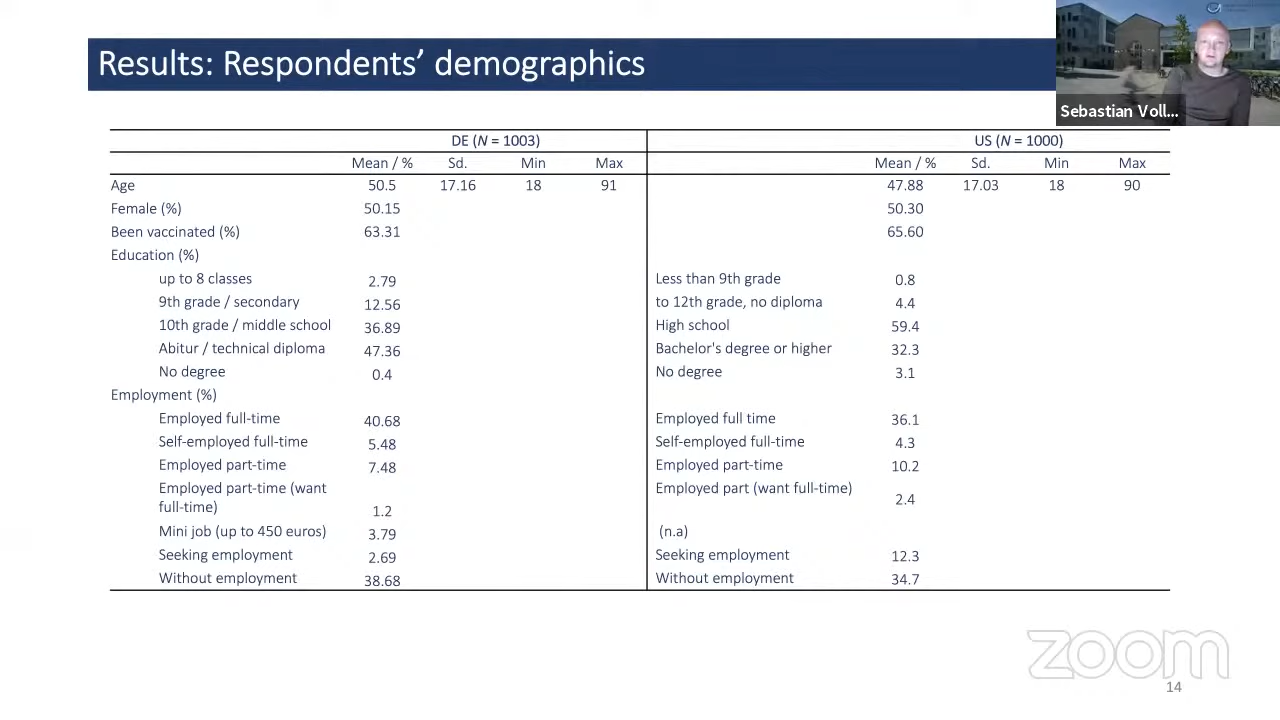 Results: Respondents’ demographics
Sebastian Voll...
DE (N = 1003) US (N = 1000)
Mean / % Sd. Min Max Mean / % Sd. Min Max
Age 50.5 17.16 18 91 47.88 17.03 18 90
Female (%) 50.15 50.30
Been vaccinated (%) 63.31 65.60
Education (%)
up to 8 classes 2.79 Less than 9th grade 0.8
9th grade / secondary 12.56 to 12th grade, no diploma 4.4
10th grade / middle school 36.89 High school 59.4
Abitur / technical diploma 47.36 Bachelor's degree or higher 32.3
No degree 0.4 No degree 3.1
Employment (%)
Employed full-time 40.68 Employed full time 36.1
Self-employed full-time 5.48 Self-employed full-time 4.3
Employed part-time 7.48 Employed part-time 10.2
Employed part-time (want Employed part (want full-time) 2.4
full-time) 1.2
Mini job (up to 450 euros) 3.79 (n.a)
Seeking employment 2.69 Seeking employment 12.3
Without employment 38.68 Without employment 34.7
zoom
14